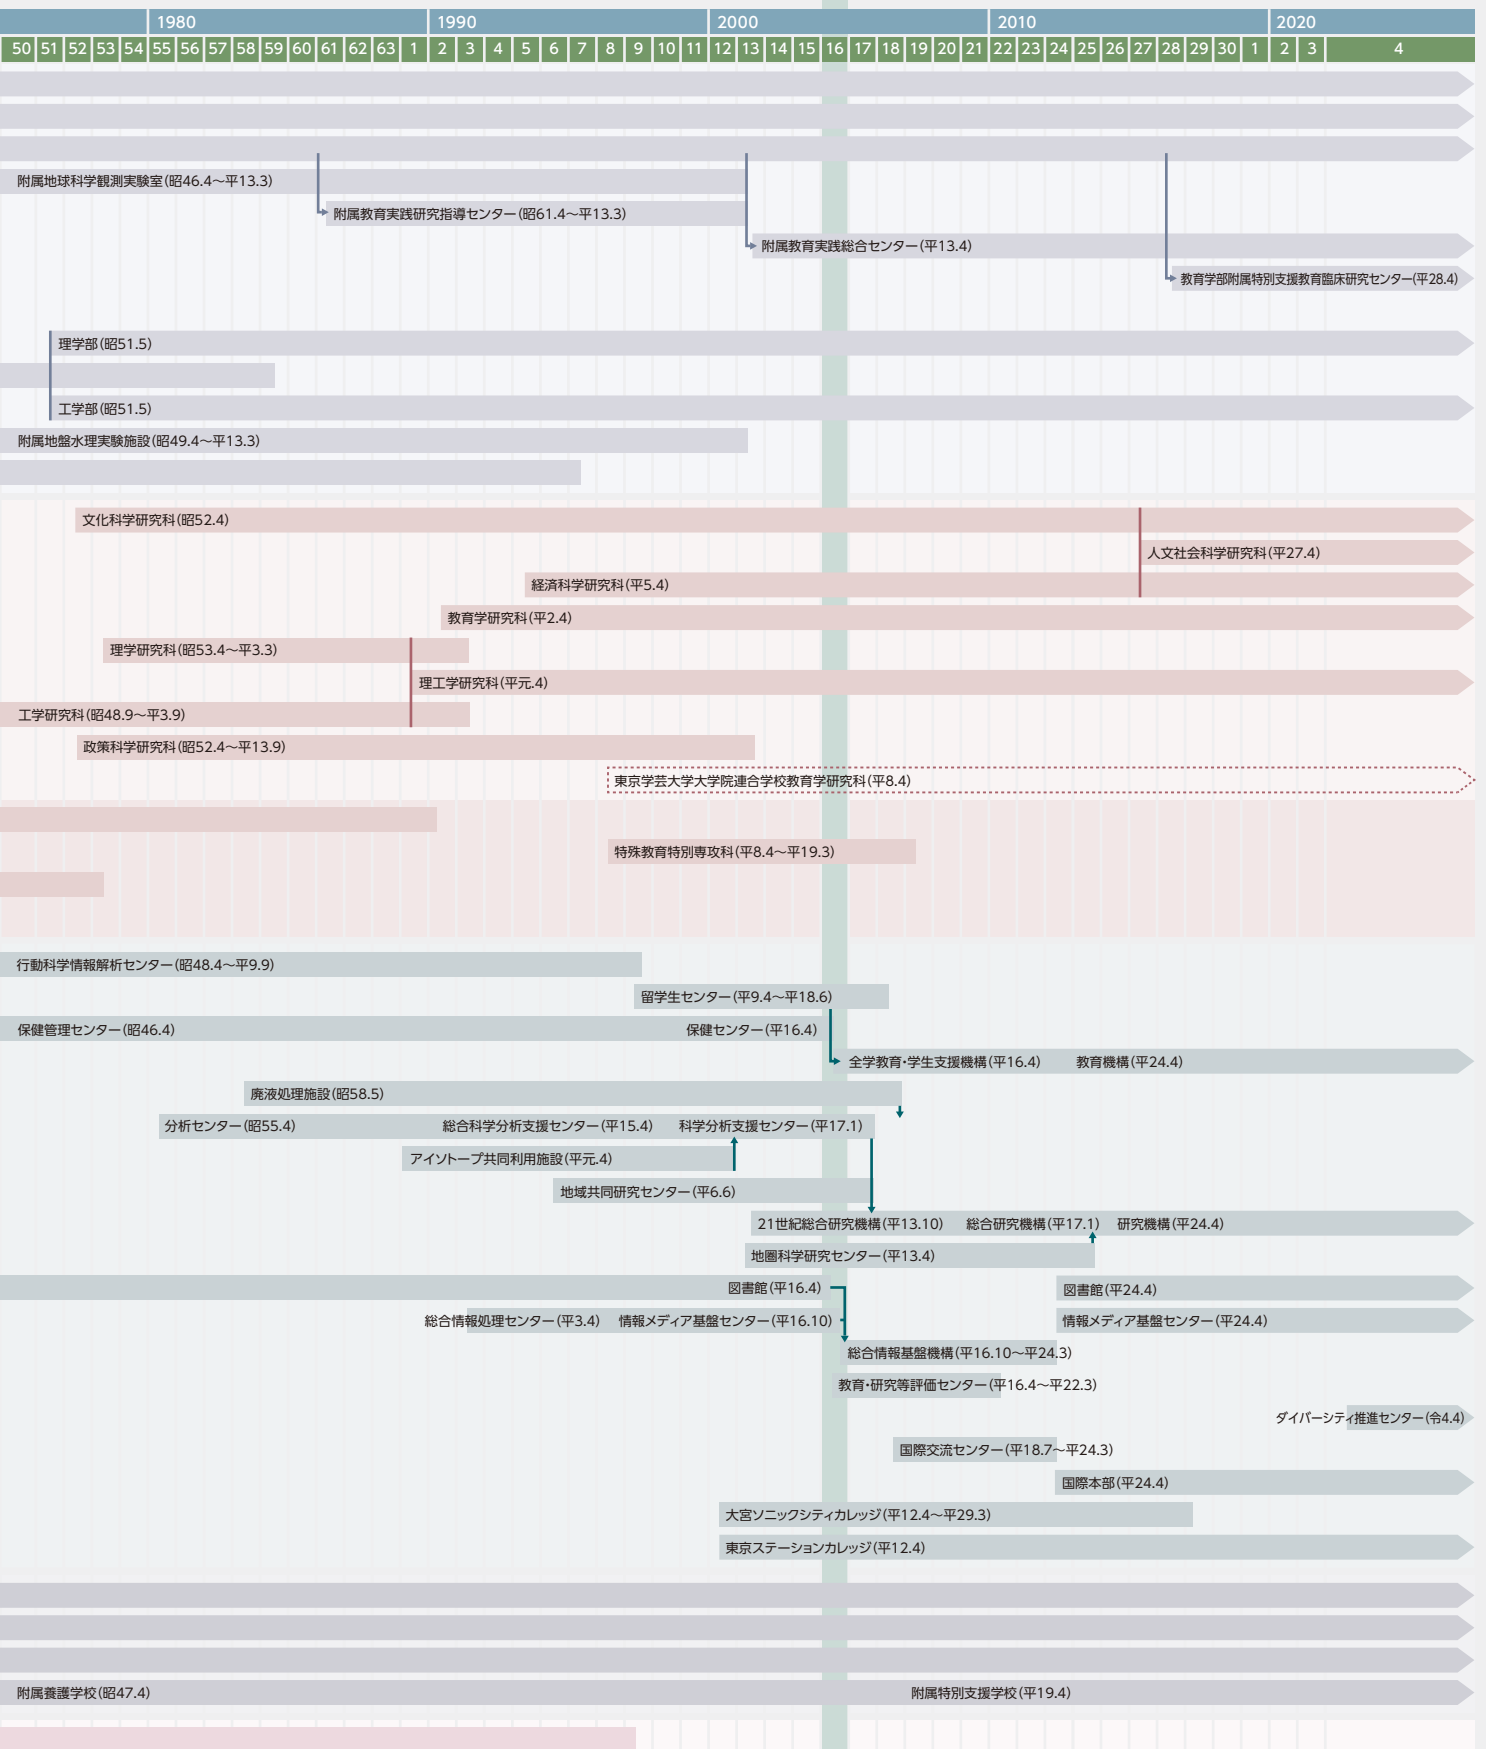 1980 1990 2000 2010 2020
50 51 52 53 54 55 56 57 58 59 60 61 62 63 1 2 3 4 5 6 7 8 9 10 11 12 13 14 15 16 17 18 19 20 21 22 23 24 25 26 27 28 29 30 1 2 3 4
附属地球科学観測実験室(昭46.4～平13.3)
附属教育実践研究指導センター(昭61.4～平13.3)
附属教育実践総合センター(平13.4)
教育学部附属特別支援教育臨床研究センター(平28.4)
理学部(昭51.5)
工学部(昭51.5)
附属地盤水理実験施設(昭49.4～平13.3)
文化科学研究科(昭52.4)
人文社会科学研究科(平27.4)
経済科学研究科(平5.4)
教育学研究科(平2.4)
理学研究科(昭53.4～平3.3)
理工学研究科(平元.4)
工学研究科(昭48.9～平3.9)
政策科学研究科(昭52.4～平13.9)
東京学芸大学大学院連合学校教育学研究科(平8.4)
特殊教育特別専攻科(平8.4～平19.3)
行動科学情報解析センター(昭48.4～平9.9)
留学生センター(平9.4～平18.6)
保健管理センター(昭46.4) 保健センター(平16.4)
全学教育・学生支援機構(平16.4) 教育機構(平24.4)
廃液処理施設(昭58.5)
分析センター(昭55.4) 総合科学分析支援センター(平15.4) 科学分析支援センター(平17.1)
アイソトープ共同利用施設(平元.4)
地域共同研究センター(平6.6)
21世紀総合研究機構(平13.10) 総合研究機構(平17.1) 研究機構(平24.4)
地圏科学研究センター(平13.4)
図書館(平16.4) 図書館(平24.4)
総合情報処理センター(平3.4) 情報メディア基盤センター(平16.10) 情報メディア基盤センター(平24.4)
総合情報基盤機構(平16.10～平24.3)
教育・研究等評価センター(平16.4～平22.3)
ダイバーシティ推進センター(令4.4)
国際交流センター(平18.7～平24.3)
国際本部(平24.4)
大宮ソニックシティカレッジ(平12.4～平29.3)
東京ステーションカレッジ(平12.4)
附属養護学校(昭47.4) 附属特別支援学校(平19.4)